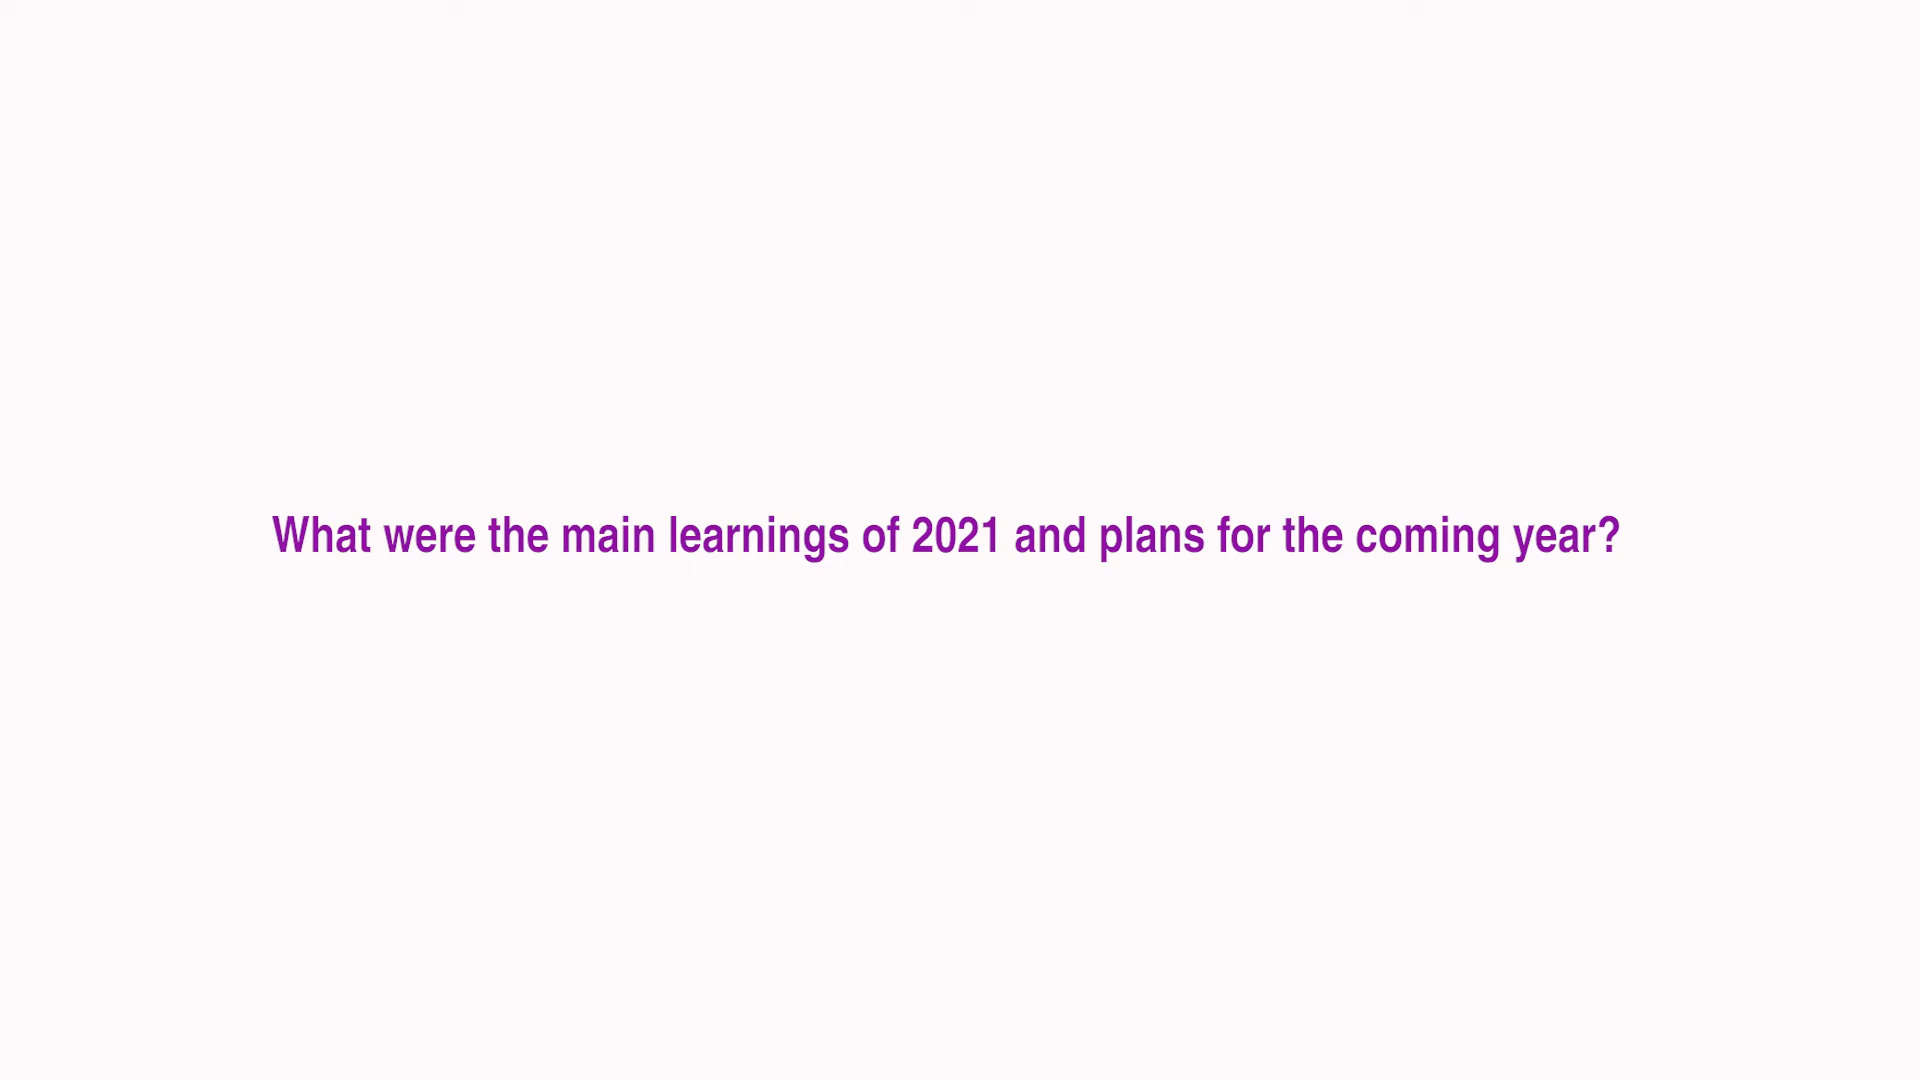 What were the main learnings of 2021 and plans for the coming year?